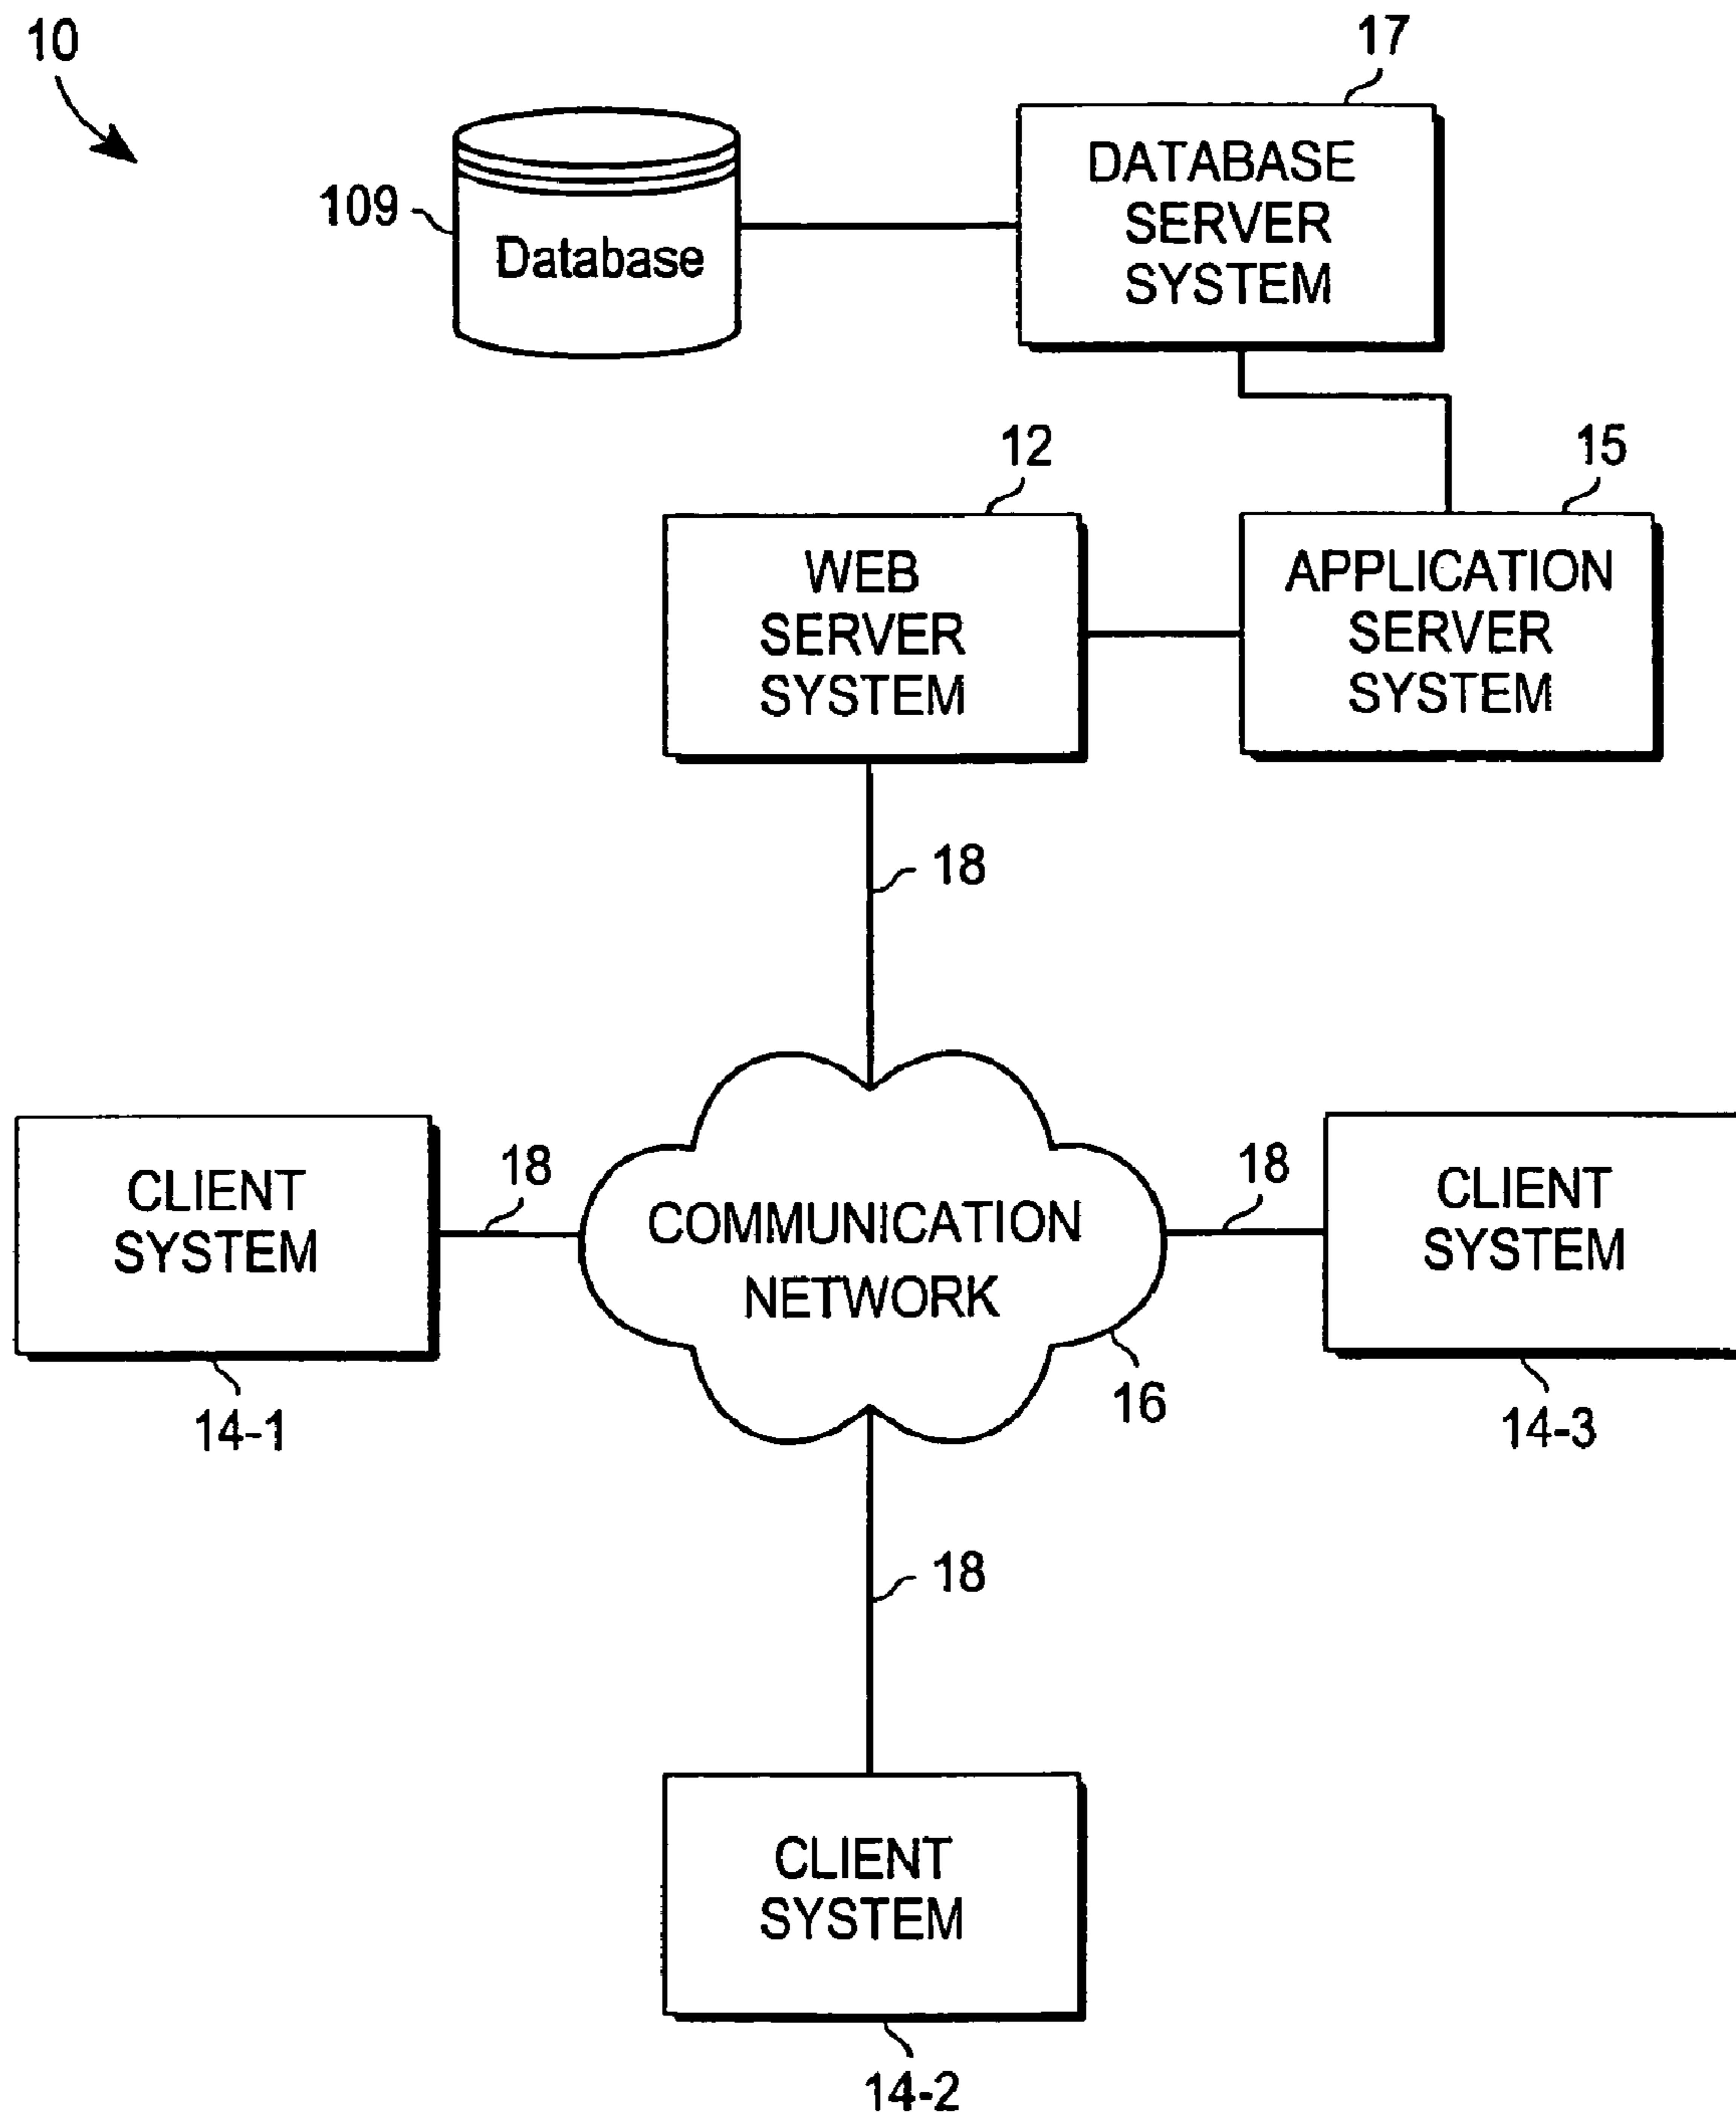 10
17
109
Database
DATABASE
SERVER
SYSTEM
12
15
WEB
SERVER
SYSTEM
APPLICATION
SERVER
SYSTEM
18
CLIENT
SYSTEM
18
COMMUNICATION
NETWORK
18
CLIENT
SYSTEM
14-1
16
14-3
18
CLIENT
SYSTEM
14-2